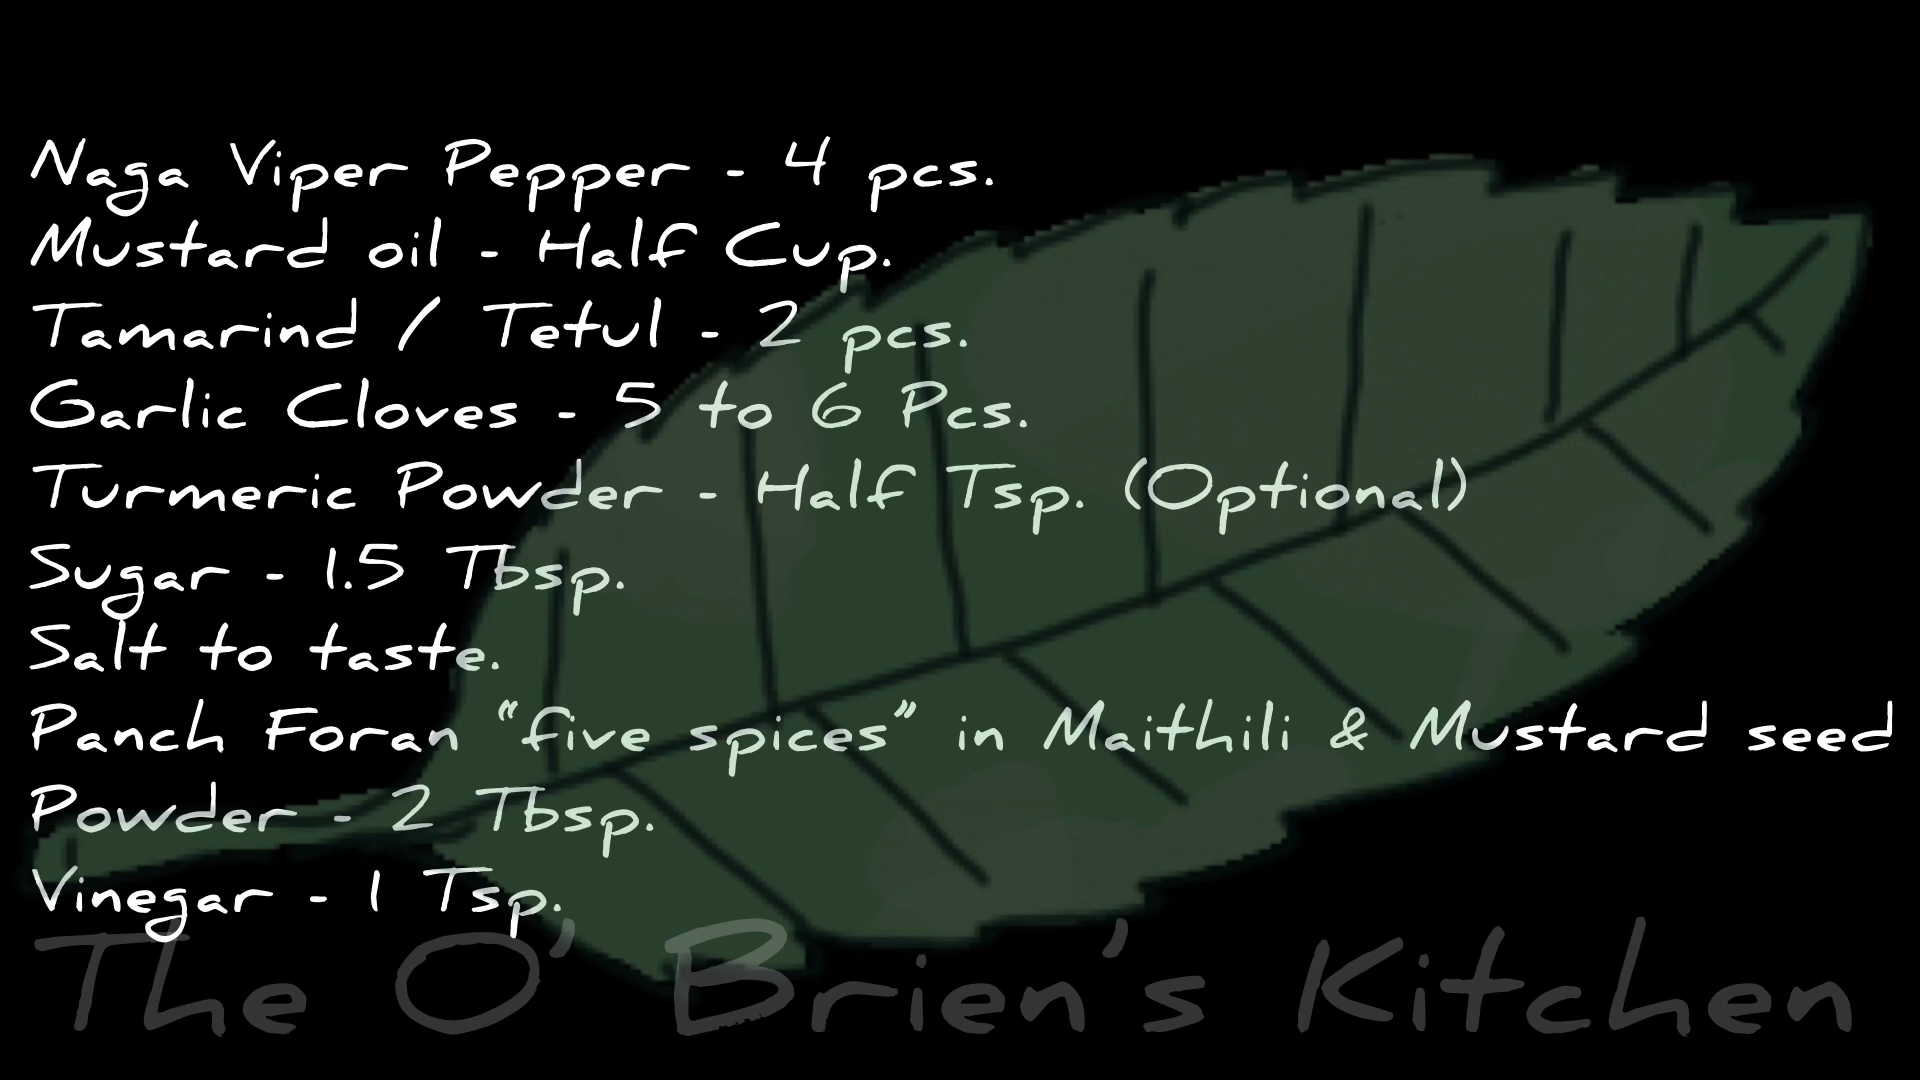 Naga Viper Pepper - 4 pcs.
Mustard oil - Half Cup.
Tamarind / Tetul - 2 pcs.
Garlic Cloves - 5 to 6 Pcs.
Turmeric Powder - Half Tsp. (Optional)
Sugar - 1.5 Tbsp.
Salt to taste.
Panch Foran “five spices” in Maithili & Mustard seed
Powder - 2 Tbsp.
Vinegar - 1 Tsp.
The O' Brien's Kitchen